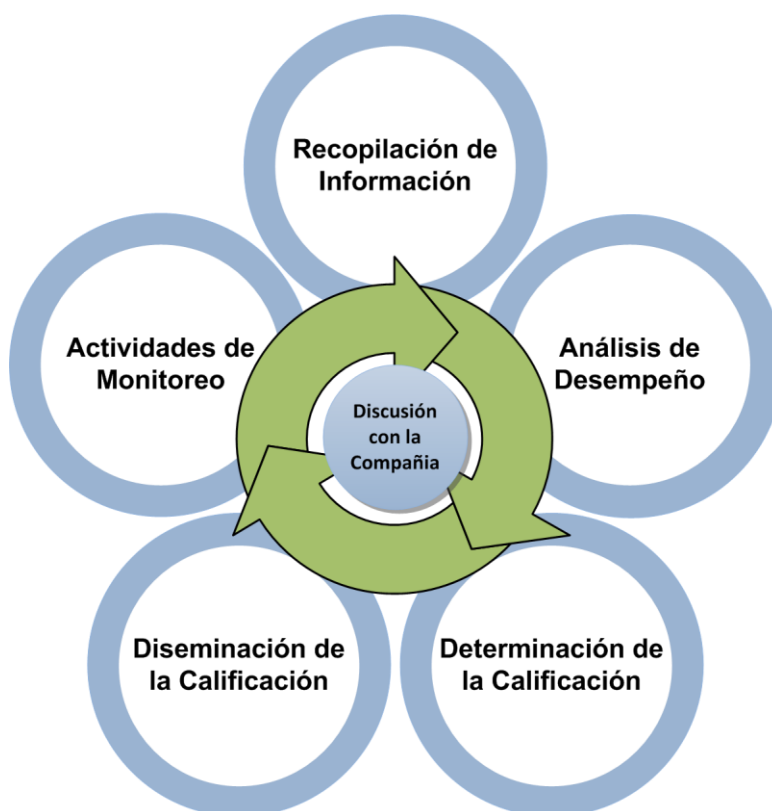 Recopilación de
Información
Análisis de
Desempeño
Determinación de
la Calificación
Diseminación de
la Calificación
Actividades de
Monitoreo
Discusión
con la
Compañia